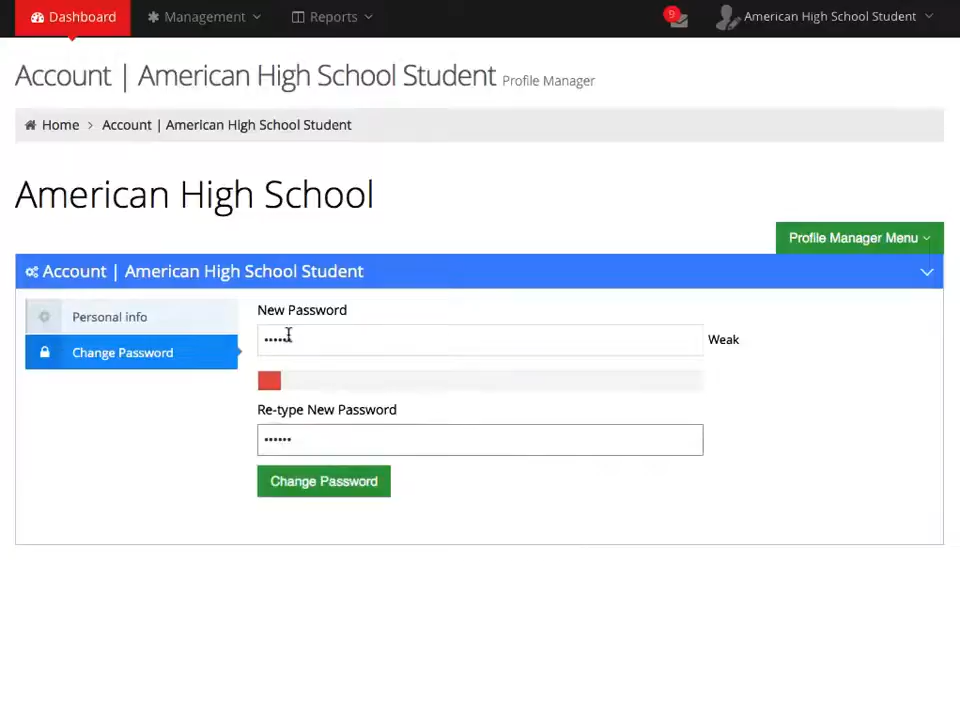 Dashboard Management Reports 9 American High School Student
Account | American High School Student Profile Manager
Home > Account | American High School Student
American High School
Profile Manager Menu
Account | American High School Student
Personal info
Change Password
New Password
••••••
Weak
Re-type New Password
••••••
Change Password